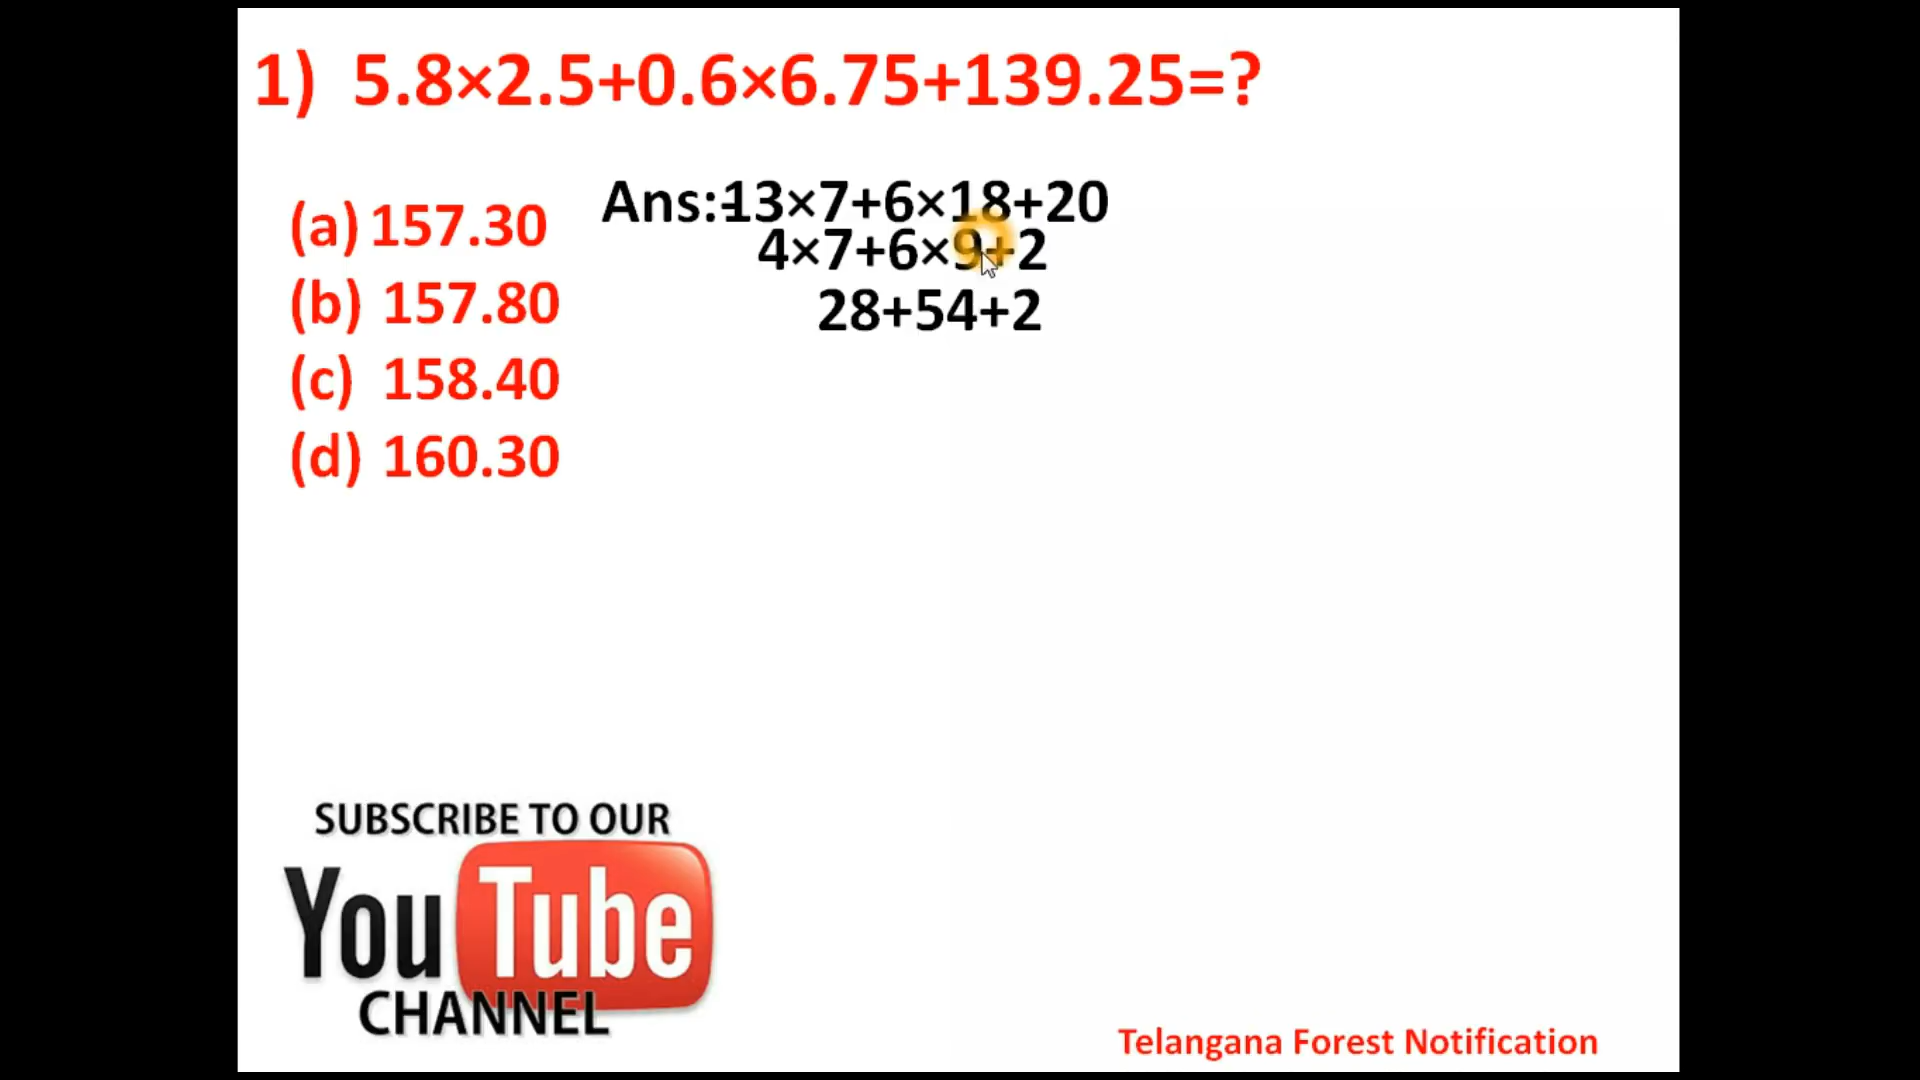 1) 5.8×2.5+0.6×6.75+139.25=?
Ans:-13×7+6×18+20
(a) 157.30
4×7+6×9+2
(b) 157.80
28+54+2
(c) 158.40
(d) 160.30
SUBSCRIBE TO OUR
YouTube
CHANNEL
Telangana Forest Notification